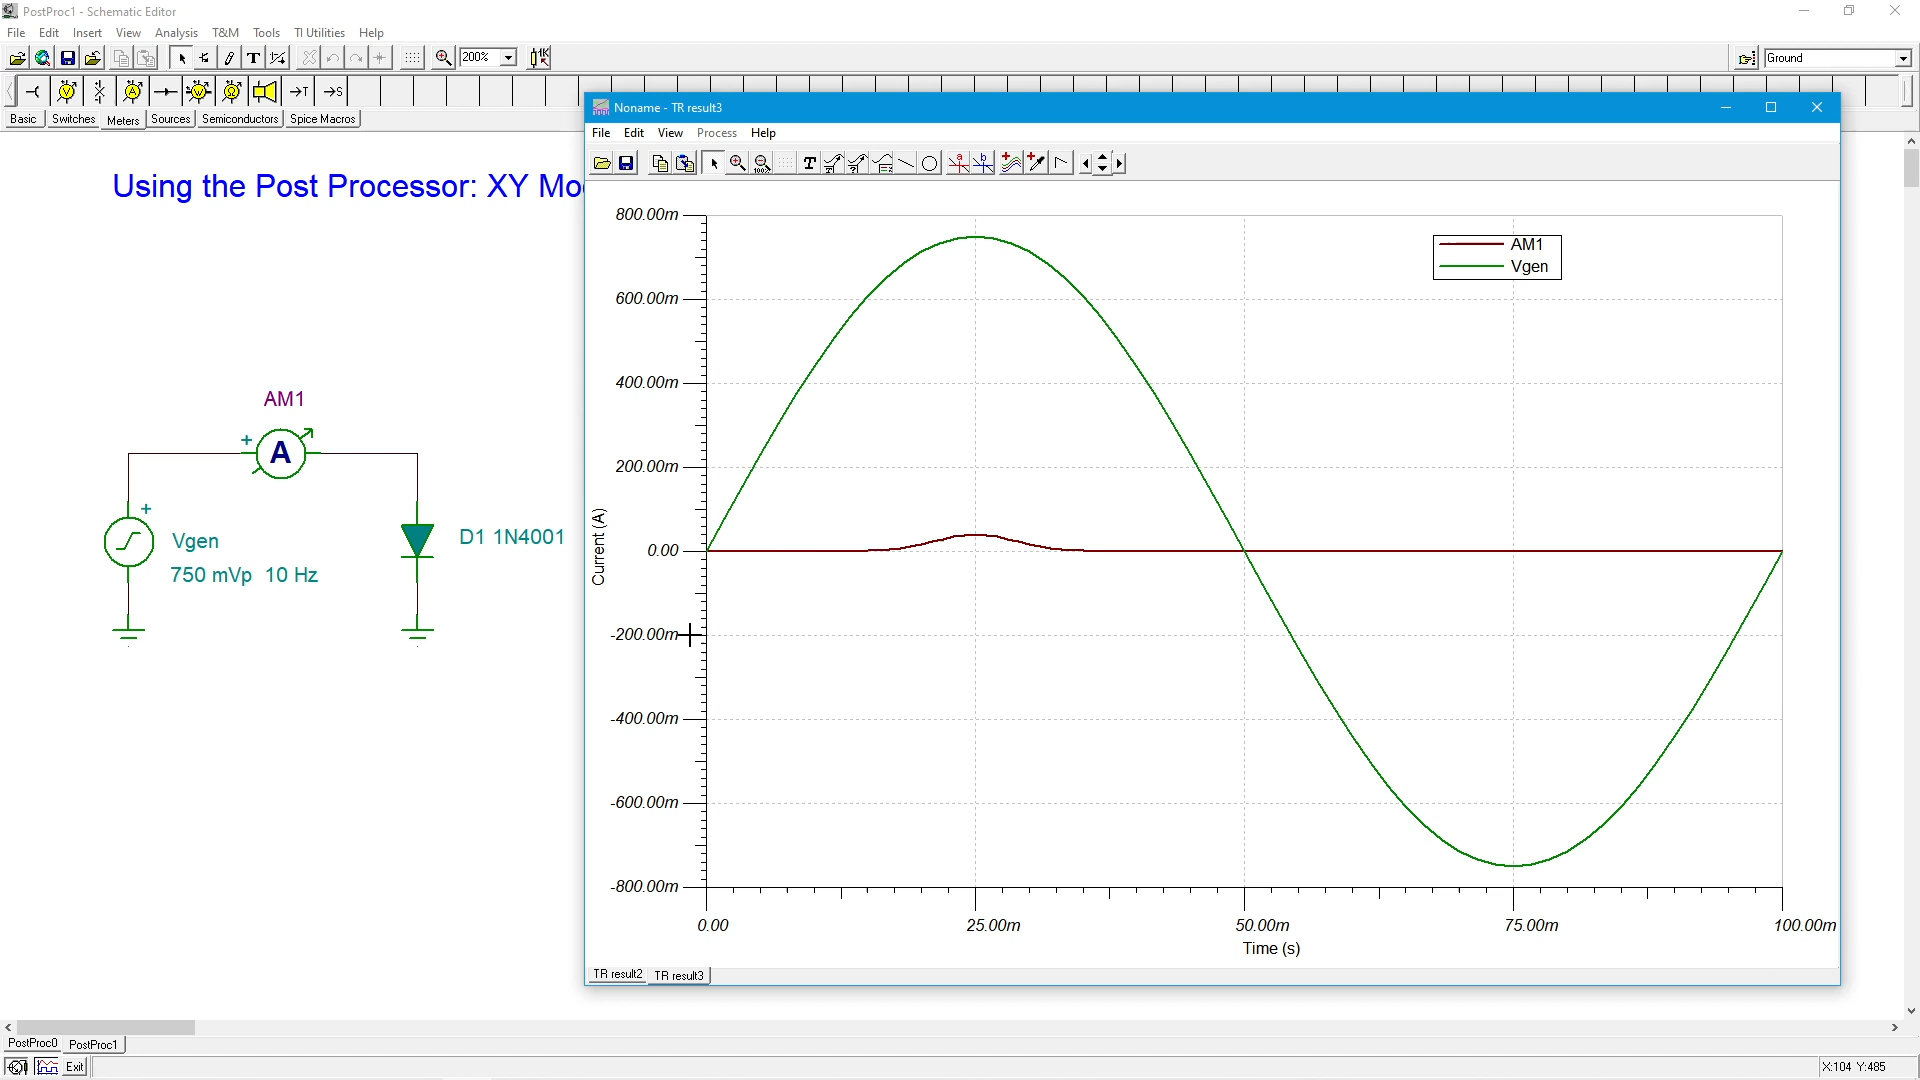 PostProc1 - Schematic Editor
File Edit Insert View Analysis T&M Tools TI Utilities Help
200% 1K Ground
Basic Switches Meters Sources Semiconductors Spice Macros
Using the Post Processor: XY Mo
AM1
A
+
+
Vgen
750 mVp 10 Hz
D1 1N4001
Noname - TR result3
File Edit View Process Help
800.00m
600.00m
400.00m
200.00m
0.00
-200.00m
-400.00m
-600.00m
-800.00m
Current (A)
AM1
Vgen
0.00 25.00m 50.00m 75.00m 100.00m
Time (s)
TR result2 TR result3
PostProc0 PostProc1
Exit
X:104 Y:485